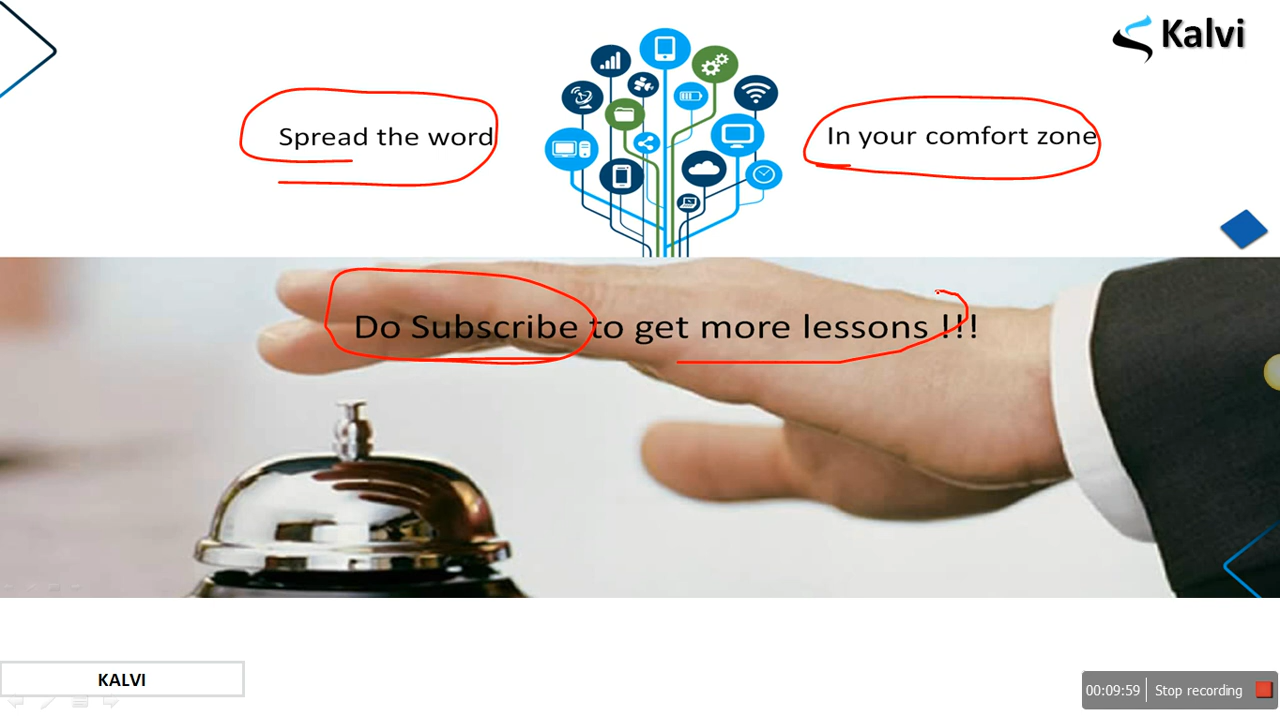 Kalvi
Spread the word
In your comfort zone
Do Subscribe to get more lessons !!!
KALVI
00:09:59 Stop recording